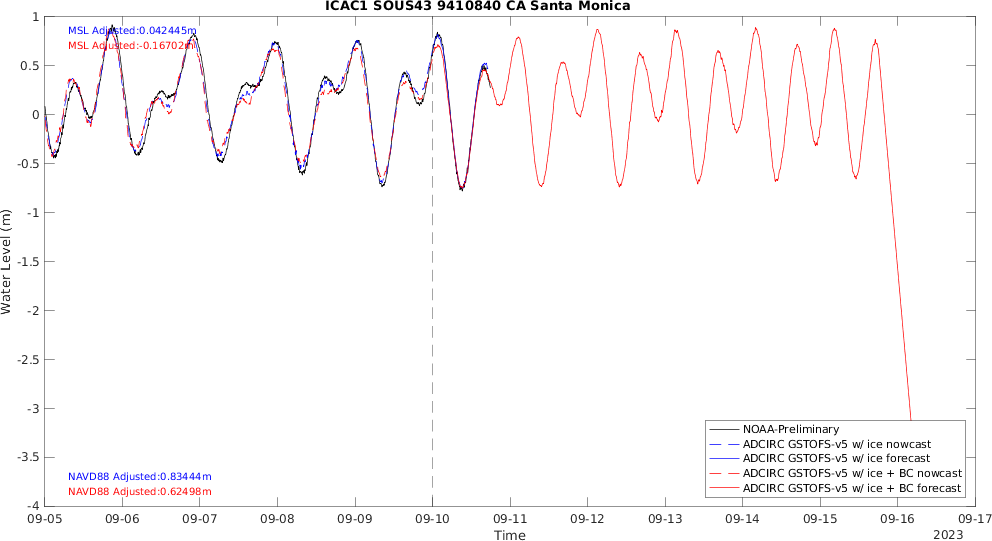 ICAC1 SOUS43 9410840 CA Santa Monica
MSL Adjusted:0.042445m
MSL Adjusted:-0.16702m
1
0.5
0
-0.5
-1
-1.5
-2
-2.5
-3
-3.5
-4
Water Level (m)
NOAA-Preliminary
ADCIRC GSTOFS-v5 w/ ice nowcast
ADCIRC GSTOFS-v5 w/ ice forecast
ADCIRC GSTOFS-v5 w/ ice + BC nowcast
ADCIRC GSTOFS-v5 w/ ice + BC forecast
NAVD88 Adjusted:0.83444m
NAVD88 Adjusted:0.62498m
09-05 09-06 09-07 09-08 09-09 09-10 09-11 09-12 09-13 09-14 09-15 09-16 09-17
Time
2023